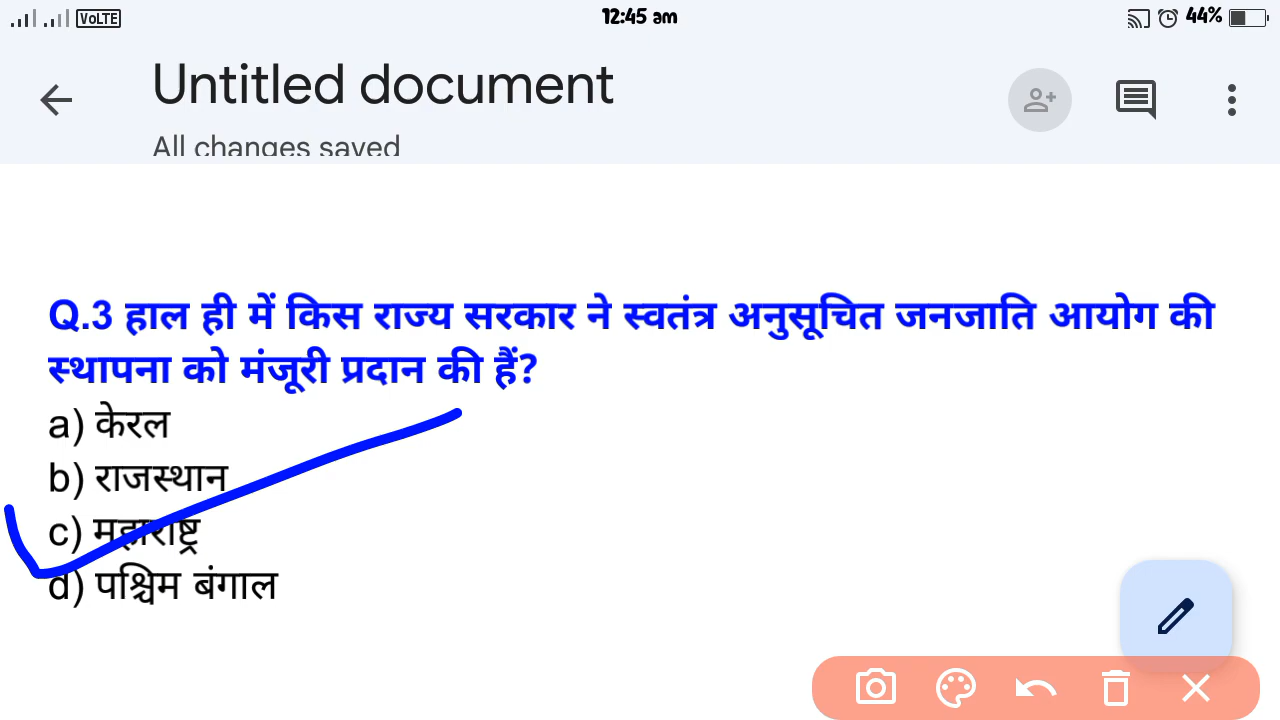 VoLTE 12:45 am 44%
Untitled document
All changes saved
Q.3 हाल ही में किस राज्य सरकार ने स्वतंत्र अनुसूचित जनजाति आयोग की
स्थापना को मंजूरी प्रदान की हैं?
a) केरल
b) राजस्थान
c) महाराष्ट्र
d) पश्चिम बंगाल